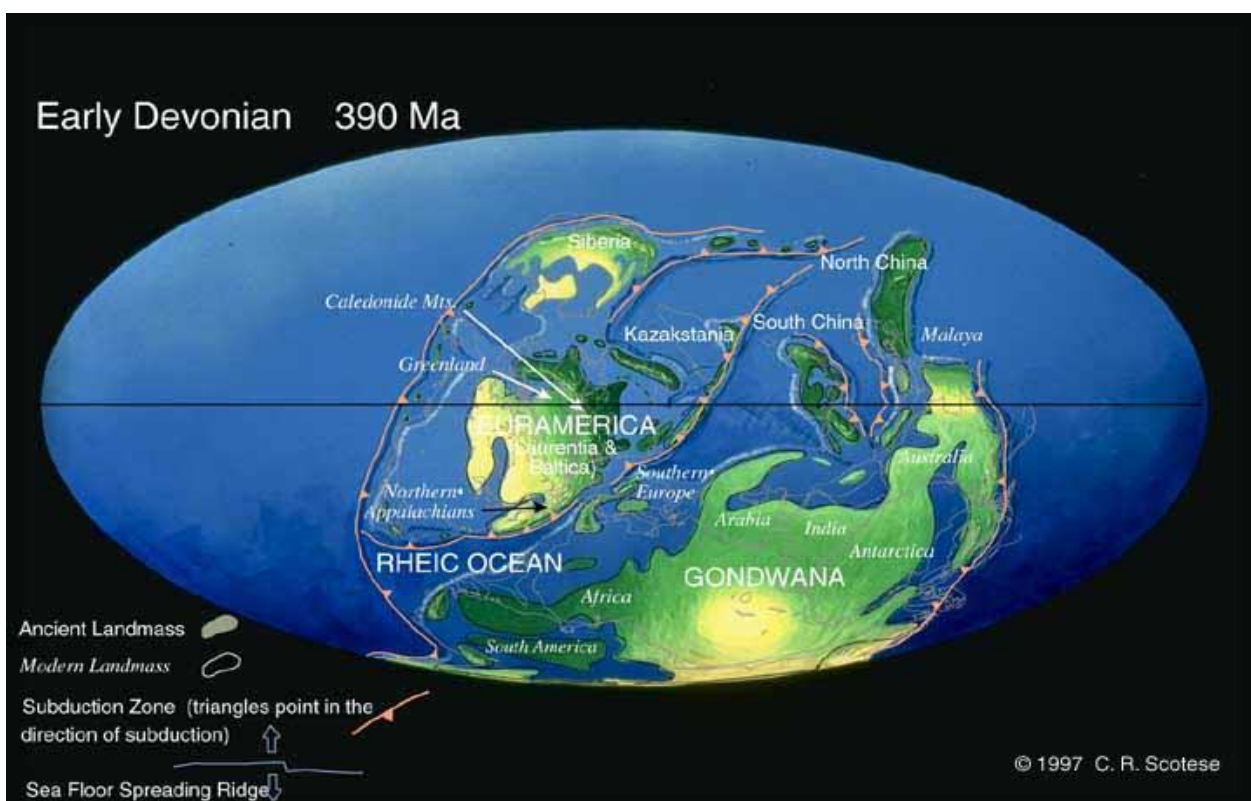 Early Devonian 390 Ma
Siberia
North China
Caledonide Mts.
Kazakstania
South China
Malaya
Greenland
EURAMERICA
(Laurentia &
Baltica)
Australia
Southern
Europe
Northern
Appalachians
Arabia
India
Antarctica
RHEIC OCEAN
GONDWANA
Africa
South America
Ancient Landmass
Modern Landmass
Subduction Zone (triangles point in the
direction of subduction)
Sea Floor Spreading Ridge
© 1997 C. R. Scotese